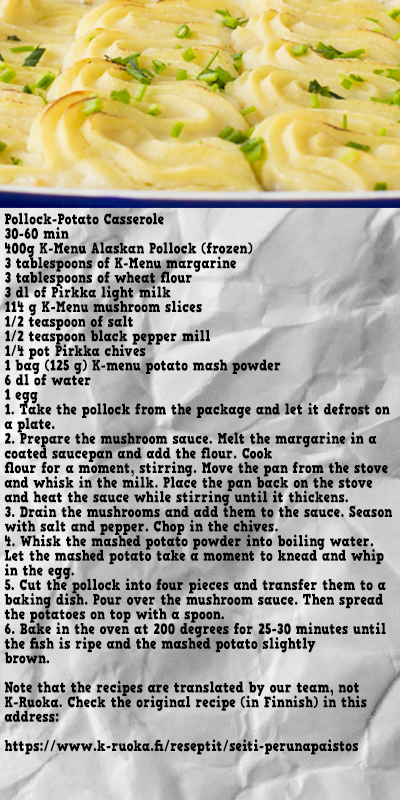 Pollock-Potato Casserole
30-60 min
400g K-Menu Alaskan Pollock (frozen)
3 tablespoons of K-Menu margarine
3 tablespoons of wheat flour
3 dl of Pirkka light milk
114 g K-Menu mushroom slices
1/2 teaspoon of salt
1/2 teaspoon black pepper mill
1/4 pot Pirkka chives
1 bag (125 g) K-menu potato mash powder
6 dl of water
1 egg
1. Take the pollock from the package and let it defrost on
a plate.
2. Prepare the mushroom sauce. Melt the margarine in a
coated saucepan and add the flour. Cook
flour for a moment, stirring. Move the pan from the stove
and whisk in the milk. Place the pan back on the stove
and heat the sauce while stirring until it thickens.
3. Drain the mushrooms and add them to the sauce. Season
with salt and pepper. Chop in the chives.
4. Whisk the mashed potato powder into boiling water.
Let the mashed potato take a moment to knead and whip
in the egg.
5. Cut the pollock into four pieces and transfer them to a
baking dish. Pour over the mushroom sauce. Then spread
the potatoes on top with a spoon.
6. Bake in the oven at 200 degrees for 25-30 minutes until
the fish is ripe and the mashed potato slightly
brown.
Note that the recipes are translated by our team, not
K-Ruoka. Check the original recipe (in Finnish) in this
address:
https://www.k-ruoka.fi/reseptit/seiti-perunapaistos